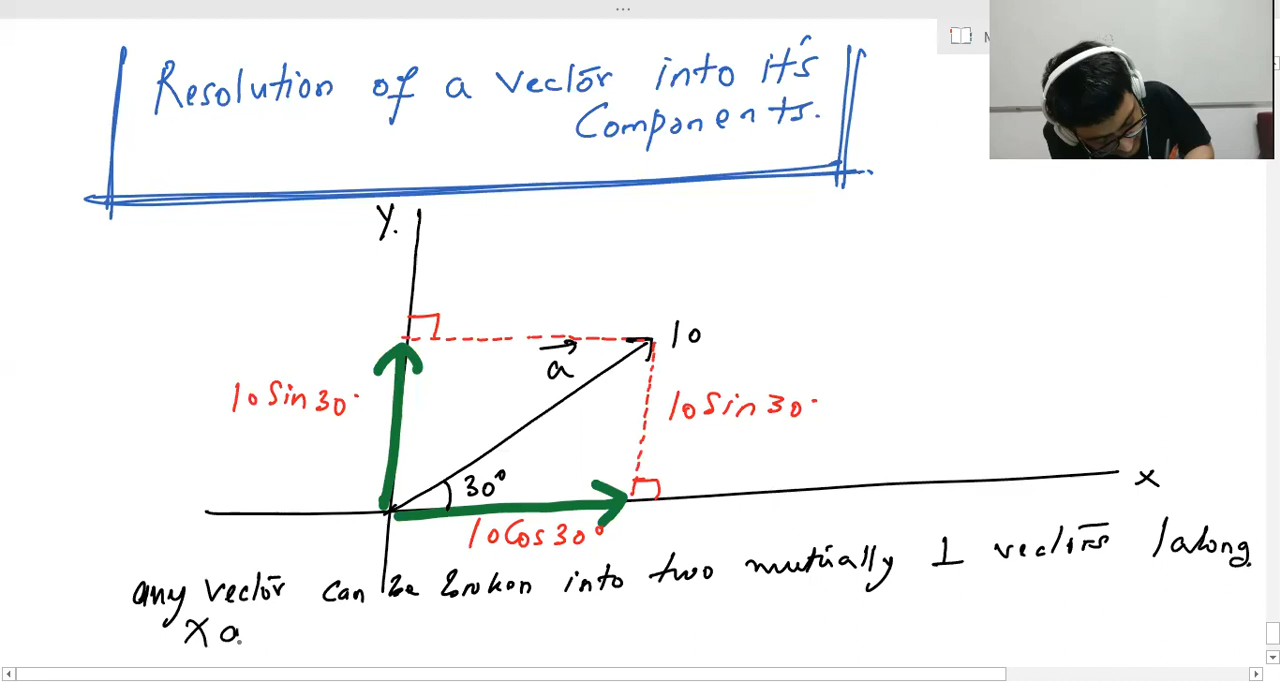 Resolution of a vector into it's
Components.
Y.
10
a
10 Sin 30°
10 Sin 30°
30°
X
10 Cos 30°
any vector can be broken into two mutually ⊥ vectors / along
X a